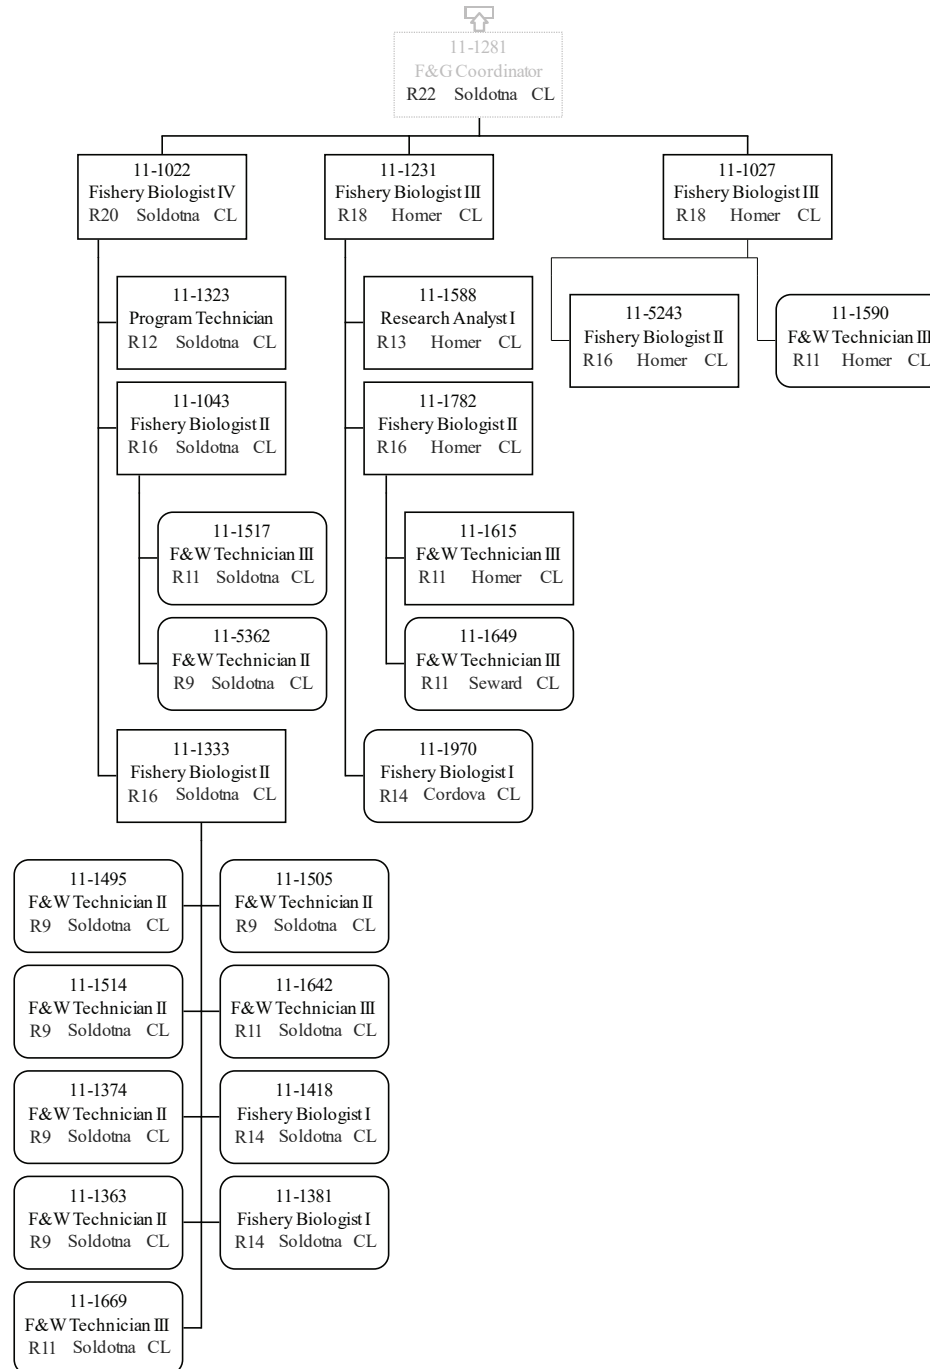 11-1281
F&G Coordinator
R22 Soldotna CL
11-1022
Fishery Biologist IV
R20 Soldotna CL
11-1231
Fishery Biologist III
R18 Homer CL
11-1027
Fishery Biologist III
R18 Homer CL
11-1323
Program Technician
R12 Soldotna CL
11-1588
Research Analyst I
R13 Homer CL
11-5243
Fishery Biologist II
R16 Homer CL
11-1590
F&W Technician III
R11 Homer CL
11-1043
Fishery Biologist II
R16 Soldotna CL
11-1782
Fishery Biologist II
R16 Homer CL
11-1517
F&W Technician III
R11 Soldotna CL
11-1615
F&W Technician III
R11 Homer CL
11-5362
F&W Technician II
R9 Soldotna CL
11-1649
F&W Technician III
R11 Seward CL
11-1333
Fishery Biologist II
R16 Soldotna CL
11-1970
Fishery Biologist I
R14 Cordova CL
11-1495
F&W Technician II
R9 Soldotna CL
11-1505
F&W Technician II
R9 Soldotna CL
11-1514
F&W Technician II
R9 Soldotna CL
11-1642
F&W Technician III
R11 Soldotna CL
11-1374
F&W Technician II
R9 Soldotna CL
11-1418
Fishery Biologist I
R14 Soldotna CL
11-1363
F&W Technician II
R9 Soldotna CL
11-1381
Fishery Biologist I
R14 Soldotna CL
11-1669
F&W Technician III
R11 Soldotna CL